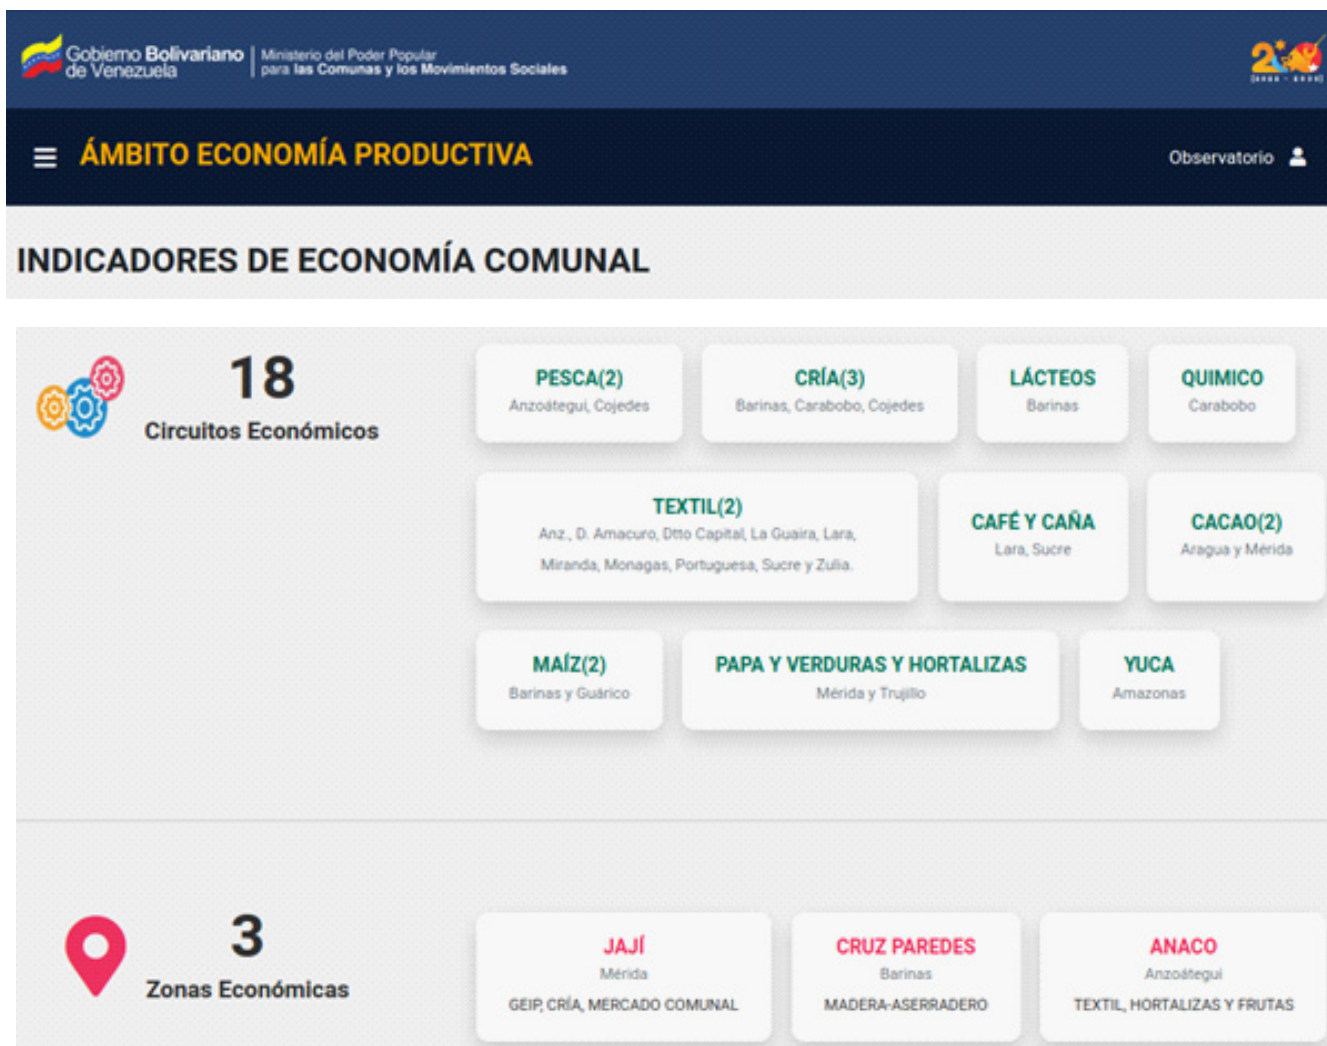 Gobierno Bolivariano
de Venezuela
Ministerio del Poder Popular
para las Comunas y los Movimientos Sociales
ÁMBITO ECONOMÍA PRODUCTIVA
Observatorio
INDICADORES DE ECONOMÍA COMUNAL
18
Circuitos Económicos
PESCA(2)
Anzoátegui, Cojedes
CRÍA(3)
Barinas, Carabobo, Cojedes
LÁCTEOS
Barinas
QUIMICO
Carabobo
TEXTIL(2)
Anz., D. Amacuro, Dtto Capital, La Guaira, Lara,
Miranda, Monagas, Portuguesa, Sucre y Zulia.
CAFÉ Y CAÑA
Lara, Sucre
CACAO(2)
Aragua y Mérida
MAÍZ(2)
Barinas y Guárico
PAPA Y VERDURAS Y HORTALIZAS
Mérida y Trujillo
YUCA
Amazonas
3
Zonas Económicas
JAJÍ
Mérida
GEIP, CRÍA, MERCADO COMUNAL
CRUZ PAREDES
Barinas
MADERA-ASERRADERO
ANACO
Anzoátegui
TEXTIL, HORTALIZAS Y FRUTAS